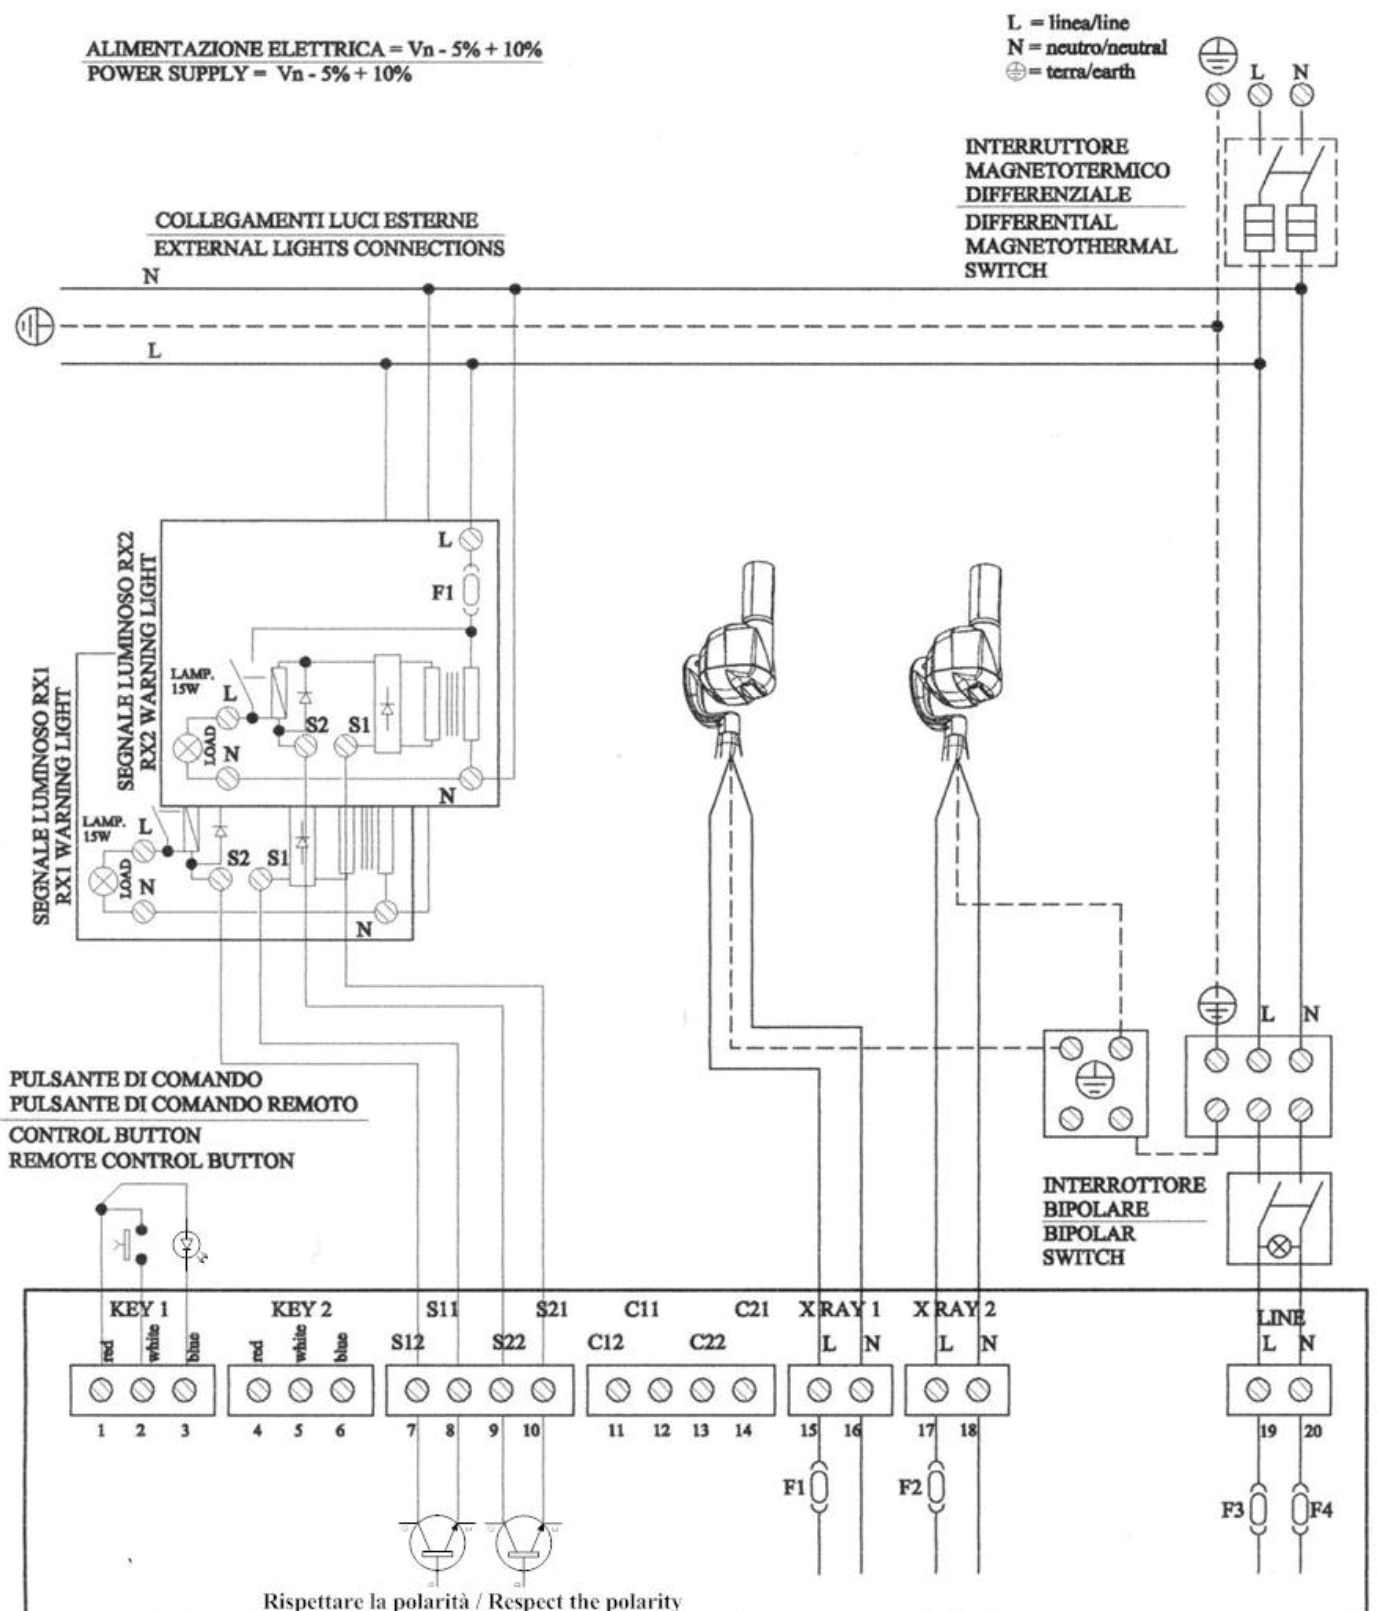 L = linea/line
N = neutro/neutral
= terra/earth
ALIMENTAZIONE ELETTRICA = Vn - 5% + 10%
POWER SUPPLY = Vn - 5% + 10%
L N
INTERRUTTORE
MAGNETOTERMICO
DIFFERENZIALE
DIFFERENTIAL
MAGNETOTHERMAL
SWITCH
COLLEGAMENTI LUCI ESTERNE
EXTERNAL LIGHTS CONNECTIONS
N
L
SEGNALE LUMINOSO RX2
RX2 WARNING LIGHT
L
F1
LAMP.
15W
L
S2 S1
LOAD
N
N
SEGNALE LUMINOSO RX1
RX1 WARNING LIGHT
LAMP.
15W
L
S2 S1
LOAD
N
N
L N
PULSANTE DI COMANDO
PULSANTE DI COMANDO REMOTO
CONTROL BUTTON
REMOTE CONTROL BUTTON
INTERROTTORE
BIPOLARE
BIPOLAR
SWITCH
KEY 1 KEY 2 S11 S21 C11 C21 X RAY 1 X RAY 2 LINE
red white blue red white blue S12 S22 C12 C22 L N L N L N
1 2 3 4 5 6 7 8 9 10 11 12 13 14 15 16 17 18 19 20
F1 F2 F3 F4
Rispettare la polarità / Respect the polarity